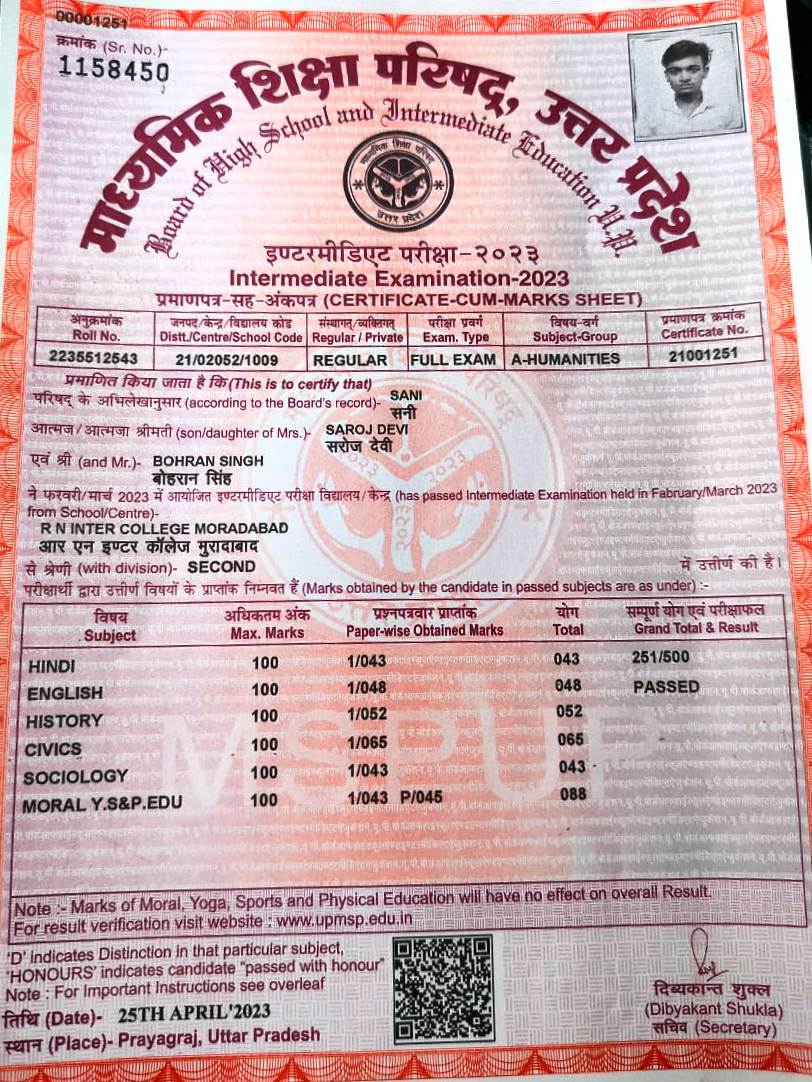 00001251
क्रमांक (Sr. No.)-
1158450
माध्यमिक शिक्षा परिषद्, उत्तर प्रदेश
Board of High School and Intermediate Education U.P.
माध्यमिक शिक्षा परिषद
उत्तर प्रदेश
इण्टरमीडिएट परीक्षा-२०२३
Intermediate Examination-2023
प्रमाणपत्र-सह-अंकपत्र (CERTIFICATE-CUM-MARKS SHEET)
अनुक्रमांक जनपद/केन्द्र/विद्यालय कोड संस्थागत/व्यक्तिगत परीक्षा प्रवर्ग विषय-वर्ग प्रमाणपत्र क्रमांक
Roll No. Distt./Centre/School Code Regular / Private Exam. Type Subject-Group Certificate No.
2235512543 21/02052/1009 REGULAR FULL EXAM A-HUMANITIES 21001251
प्रमाणित किया जाता है कि(This is to certify that)
परिषद् के अभिलेखानुसार (according to the Board's record)- SANI
सनी
आत्मज/आत्मजा श्रीमती (son/daughter of Mrs.)- SAROJ DEVI
सरोज देवी
एवं श्री (and Mr.)- BOHRAN SINGH
बोहरान सिंह
ने फरवरी/मार्च 2023 में आयोजित इण्टरमीडिएट परीक्षा विद्यालय/केन्द्र (has passed Intermediate Examination held in Fabruary/March 2023
from School/Centre)-
R N INTER COLLEGE MORADABAD
आर एन इण्टर कॉलेज मुरादाबाद
से श्रेणी (with division)- SECOND में उत्तीर्ण की है।
परीक्षार्थी द्वारा उत्तीर्ण विषयों के प्राप्तांक निम्नवत हैं (Marks obtained by the candidate in passed subjects are as under) :-
विषय अधिकतम अंक प्रश्नपत्रवार प्राप्तांक योग सम्पूर्ण योग एवं परीक्षाफल
Subject Max. Marks Paper-wise Obtained Marks Total Grand Total & Result
HINDI 100 1/043 043 251/500
ENGLISH 100 1/048 048 PASSED
HISTORY 100 1/052 052
CIVICS 100 1/065 065
SOCIOLOGY 100 1/043 043
MORAL Y.S&P.EDU 100 1/043 P/045 088
MSPUP
Note :- Marks of Moral, Yoga, Sports and Physical Education will have no effect on overall Result.
For result verification visit website : www.upmsp.edu.in
'D' indicates Distinction in that particular subject,
'HONOURS' indicates candidate "passed with honour"
Note : For Important Instructions see overleaf
तिथि (Date)- 25TH APRIL'2023
स्थान (Place)- Prayagraj, Uttar Pradesh
दिब्यकान्त शुक्ल
(Dibyakant Shukla)
सचिव (Secretary)